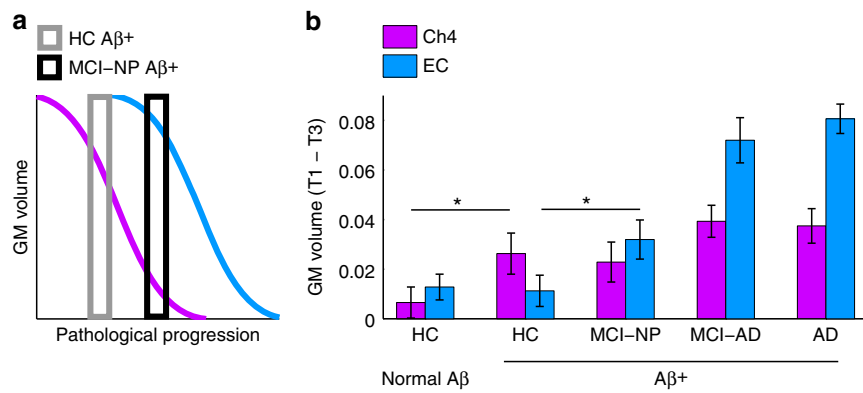 a
HC Aβ+
MCI–NP Aβ+
GM volume
Pathological progression
b
Ch4
EC
GM volume (T1 – T3)
0.08
0.06
0.04
0.02
0
*
*
HC
HC
MCI–NP
MCI–AD
AD
Normal Aβ
Aβ+